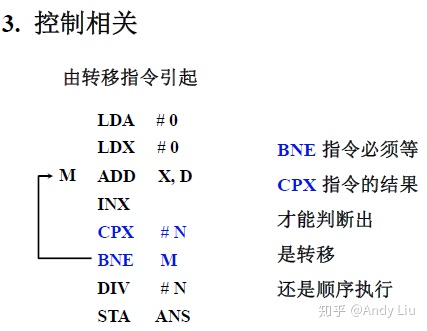 3. 控制相关
由转移指令引起
LDA # 0
LDX # 0
M ADD X, D
INX
CPX # N
BNE M
DIV # N
STA ANS
BNE 指令必须等
CPX 指令的结果
才能判断出
是转移
还是顺序执行
知乎 @Andy Liu